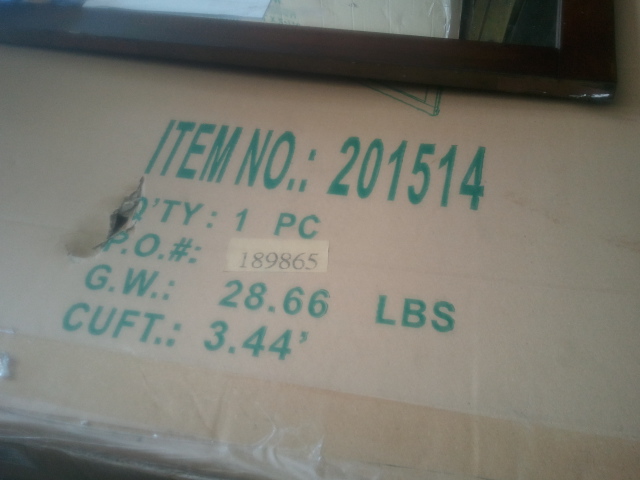 ITEM NO.: 201514
Q'TY: 1 PC
P.O.#: 189865
G.W.: 28.66 LBS
CUFT.: 3.44'